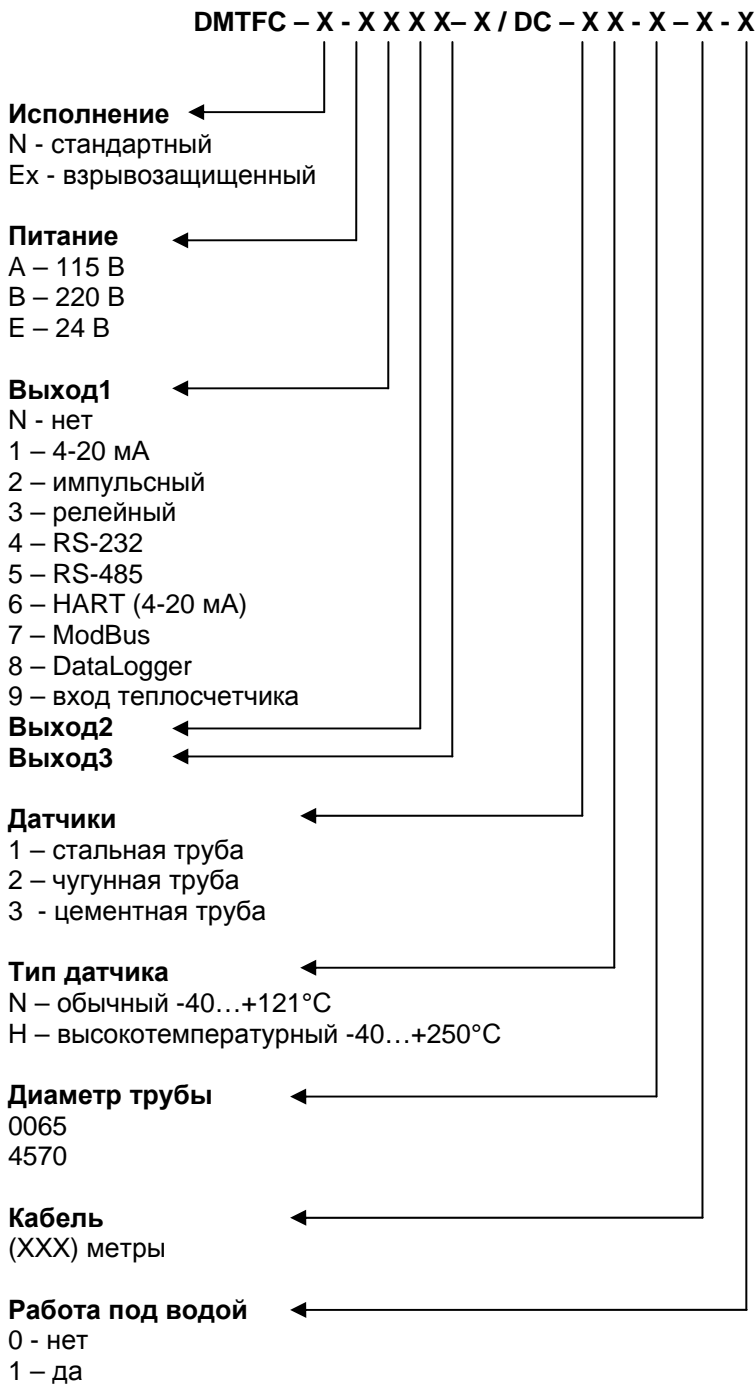 DMTFC – X - X X X X– X / DC – X X - X – X - X
Исполнение
N - стандартный
Ex - взрывозащищенный
Питание
A – 115 В
B – 220 В
E – 24 В
Выход1
N - нет
1 – 4-20 мА
2 – импульсный
3 – релейный
4 – RS-232
5 – RS-485
6 – HART (4-20 мА)
7 – ModBus
8 – DataLogger
9 – вход теплосчетчика
Выход2
Выход3
Датчики
1 – стальная труба
2 – чугунная труба
3 - цементная труба
Тип датчика
N – обычный -40…+121°C
H – высокотемпературный -40…+250°C
Диаметр трубы
0065
4570
Кабель
(XXX) метры
Работа под водой
0 - нет
1 – да